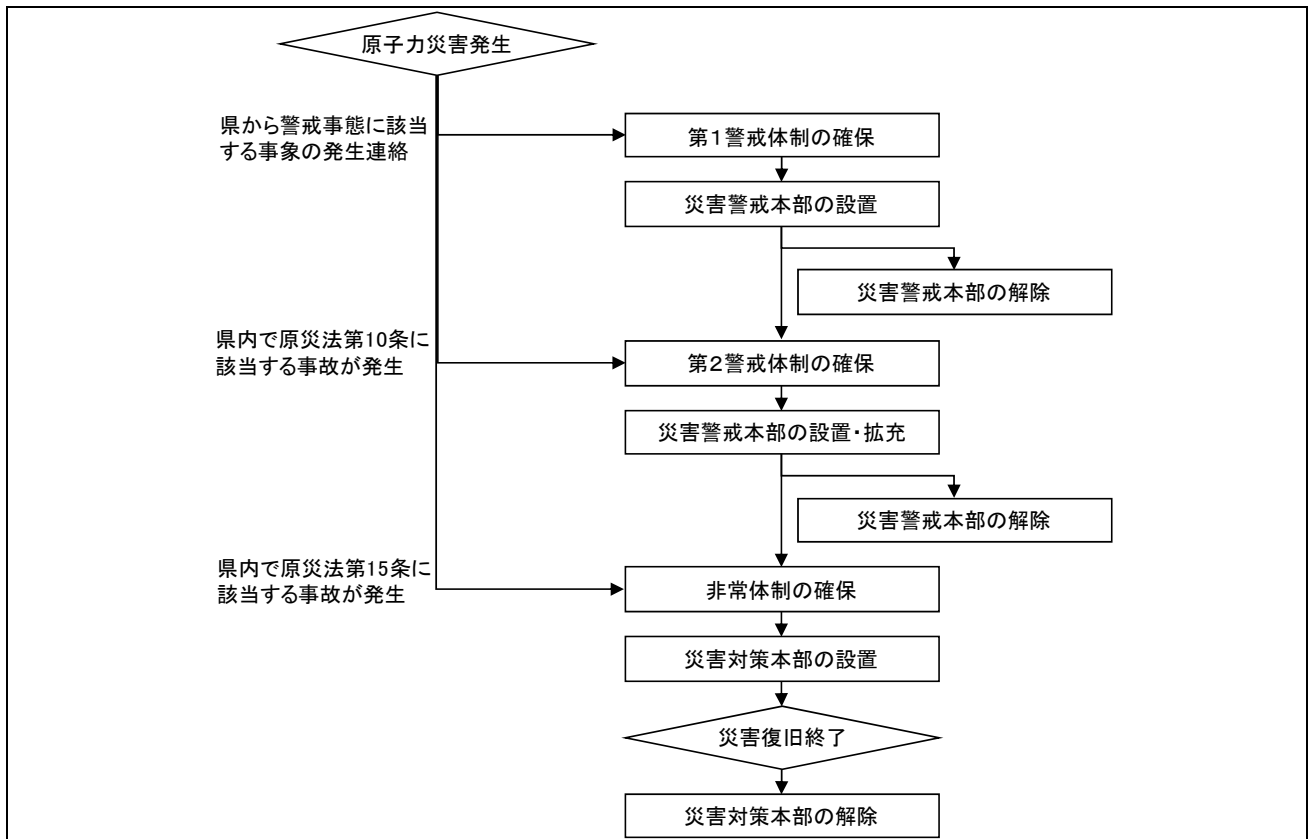 原子力災害発生
県から警戒事態に該当
する事象の発生連絡
第1警戒体制の確保
災害警戒本部の設置
災害警戒本部の解除
県内で原災法第10条に
該当する事故が発生
第2警戒体制の確保
災害警戒本部の設置・拡充
災害警戒本部の解除
県内で原災法第15条に
該当する事故が発生
非常体制の確保
災害対策本部の設置
災害復旧終了
災害対策本部の解除